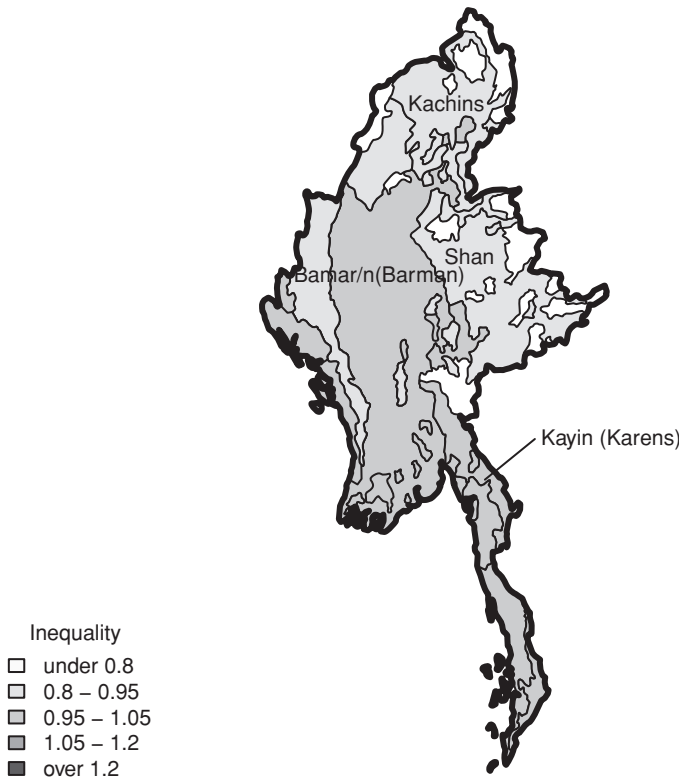 Kachins
Shan
Bamar/n(Barman)
Kayin (Karens)
Inequality
under 0.8
0.8 – 0.95
0.95 – 1.05
1.05 – 1.2
over 1.2